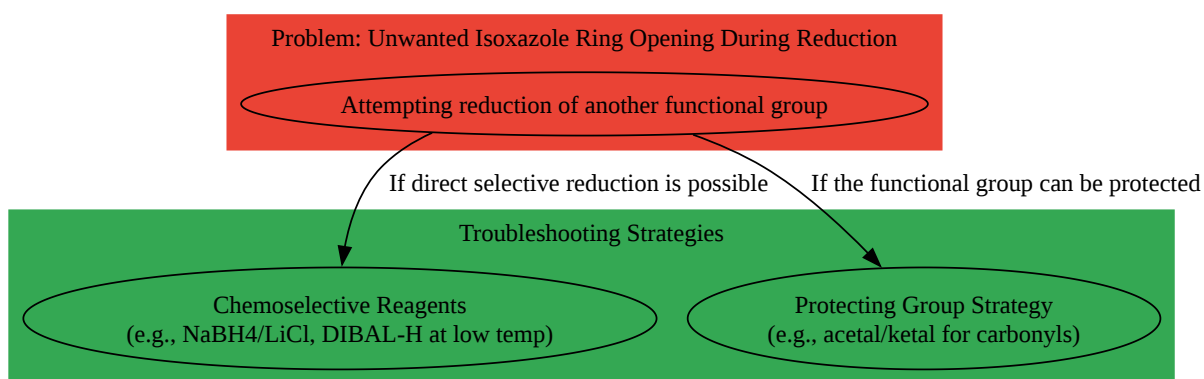 Problem: Unwanted Isoxazole Ring Opening During Reduction
Attempting reduction of another functional group
If direct selective reduction is possible
If the functional group can be protected
Troubleshooting Strategies
Chemoselective Reagents
(e.g., NaBH4/LiCl, DIBAL-H at low temp)
Protecting Group Strategy
(e.g., acetal/ketal for carbonyls)